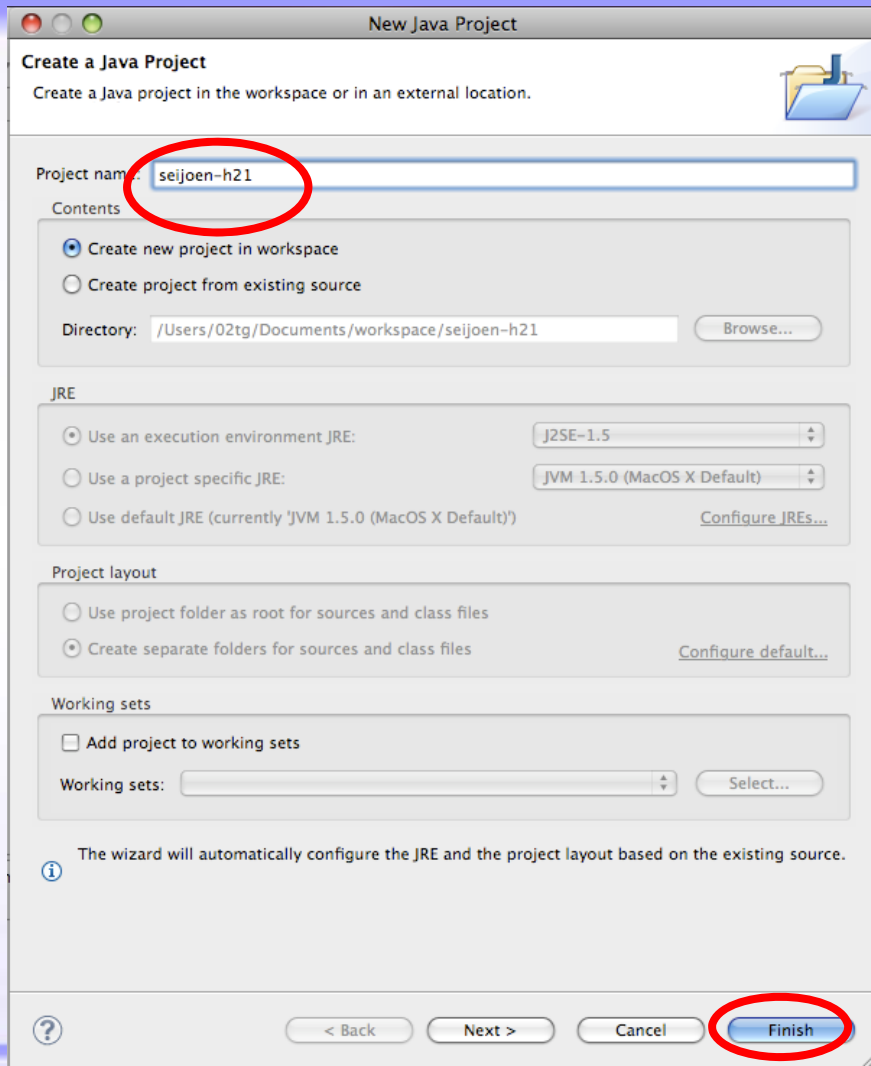 New Java Project
Create a Java Project
Create a Java project in the workspace or in an external location.
Project name: seijoen-h21
Contents
Create new project in workspace
Create project from existing source
Directory: /Users/02tg/Documents/workspace/seijoen-h21 Browse...
JRE
Use an execution environment JRE: J2SE-1.5
Use a project specific JRE: JVM 1.5.0 (MacOS X Default)
Use default JRE (currently 'JVM 1.5.0 (MacOS X Default)') Configure JREs...
Project layout
Use project folder as root for sources and class files
Create separate folders for sources and class files Configure default...
Working sets
Add project to working sets
Working sets: Select...
The wizard will automatically configure the JRE and the project layout based on the existing source.
? < Back Next > Cancel Finish